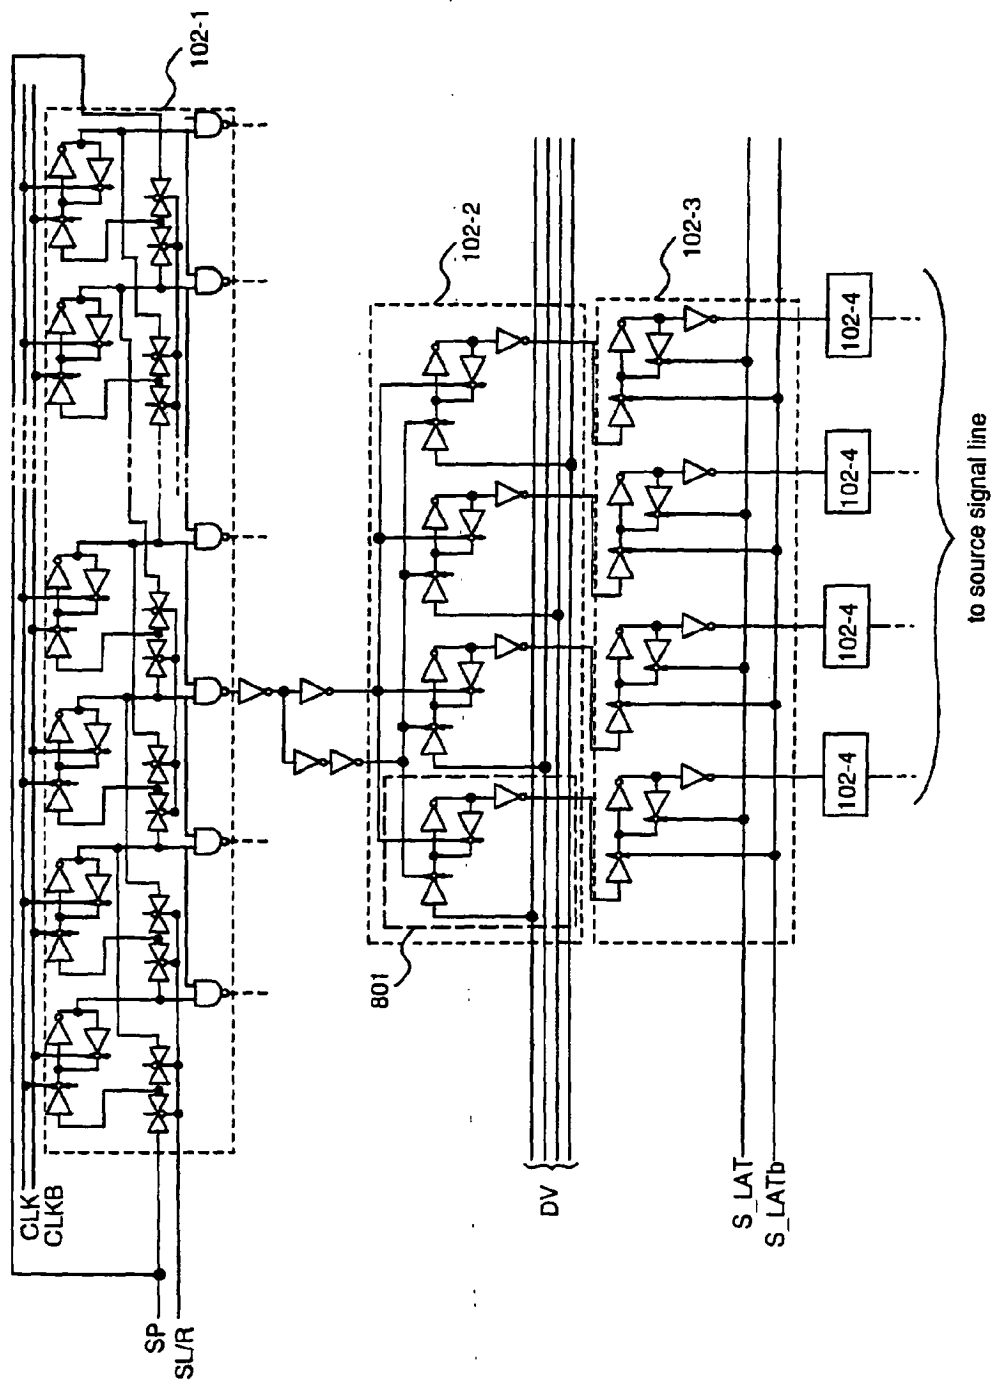 102-1
CLK
CLKB
SP
SL/R
102-2
801
DV
102-3
S_LAT
S_LATb
102-4
102-4
102-4
102-4
to source signal line